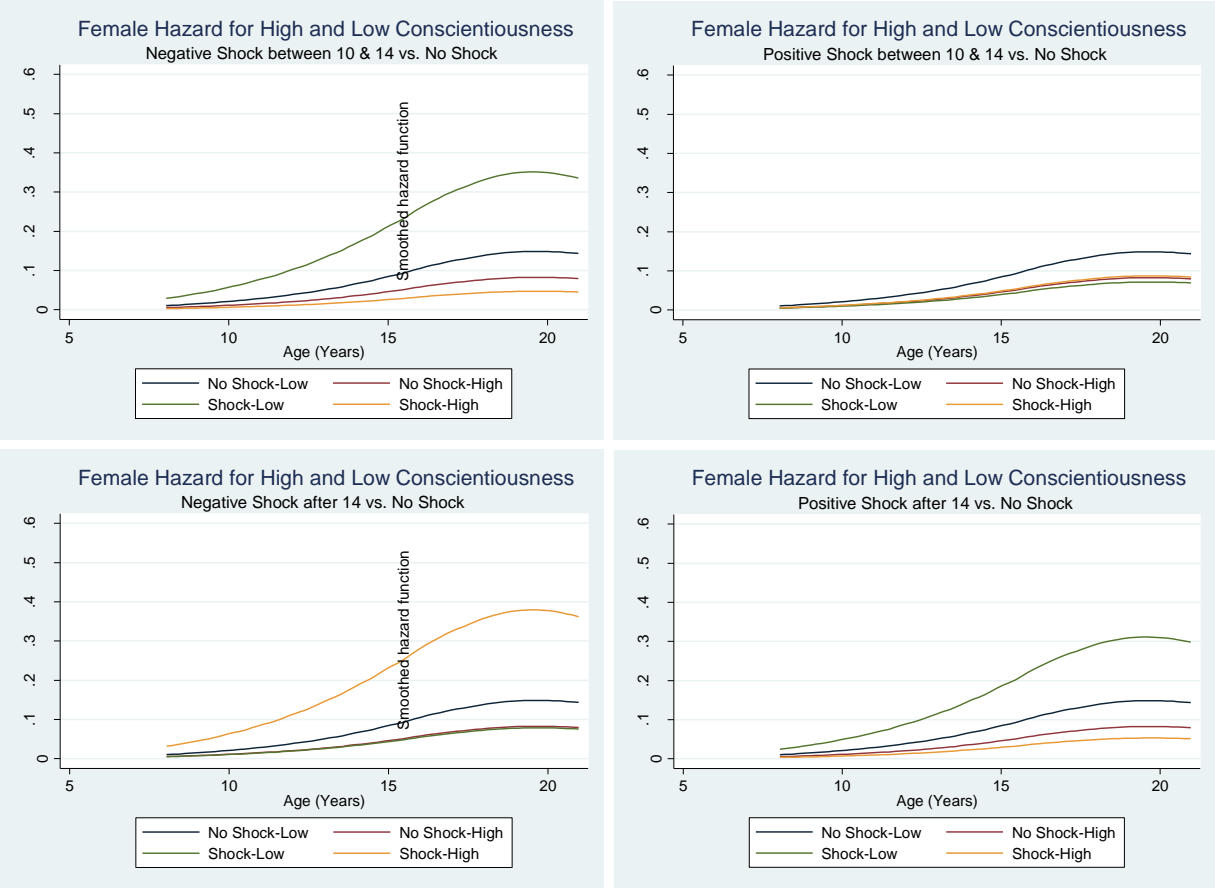 Female Hazard for High and Low Conscientiousness
Negative Shock between 10 & 14 vs. No Shock
.6
.5
.4
.3
.2
.1
0
Smoothed hazard function
5 10 15 20
Age (Years)
No Shock-Low No Shock-High
Shock-Low Shock-High
Female Hazard for High and Low Conscientiousness
Positive Shock between 10 & 14 vs. No Shock
.6
.5
.4
.3
.2
.1
0
5 10 15 20
Age (Years)
No Shock-Low No Shock-High
Shock-Low Shock-High
Female Hazard for High and Low Conscientiousness
Negative Shock after 14 vs. No Shock
.6
.5
.4
.3
.2
.1
0
Smoothed hazard function
5 10 15 20
Age (Years)
No Shock-Low No Shock-High
Shock-Low Shock-High
Female Hazard for High and Low Conscientiousness
Positive Shock after 14 vs. No Shock
.6
.5
.4
.3
.2
.1
0
5 10 15 20
Age (Years)
No Shock-Low No Shock-High
Shock-Low Shock-High